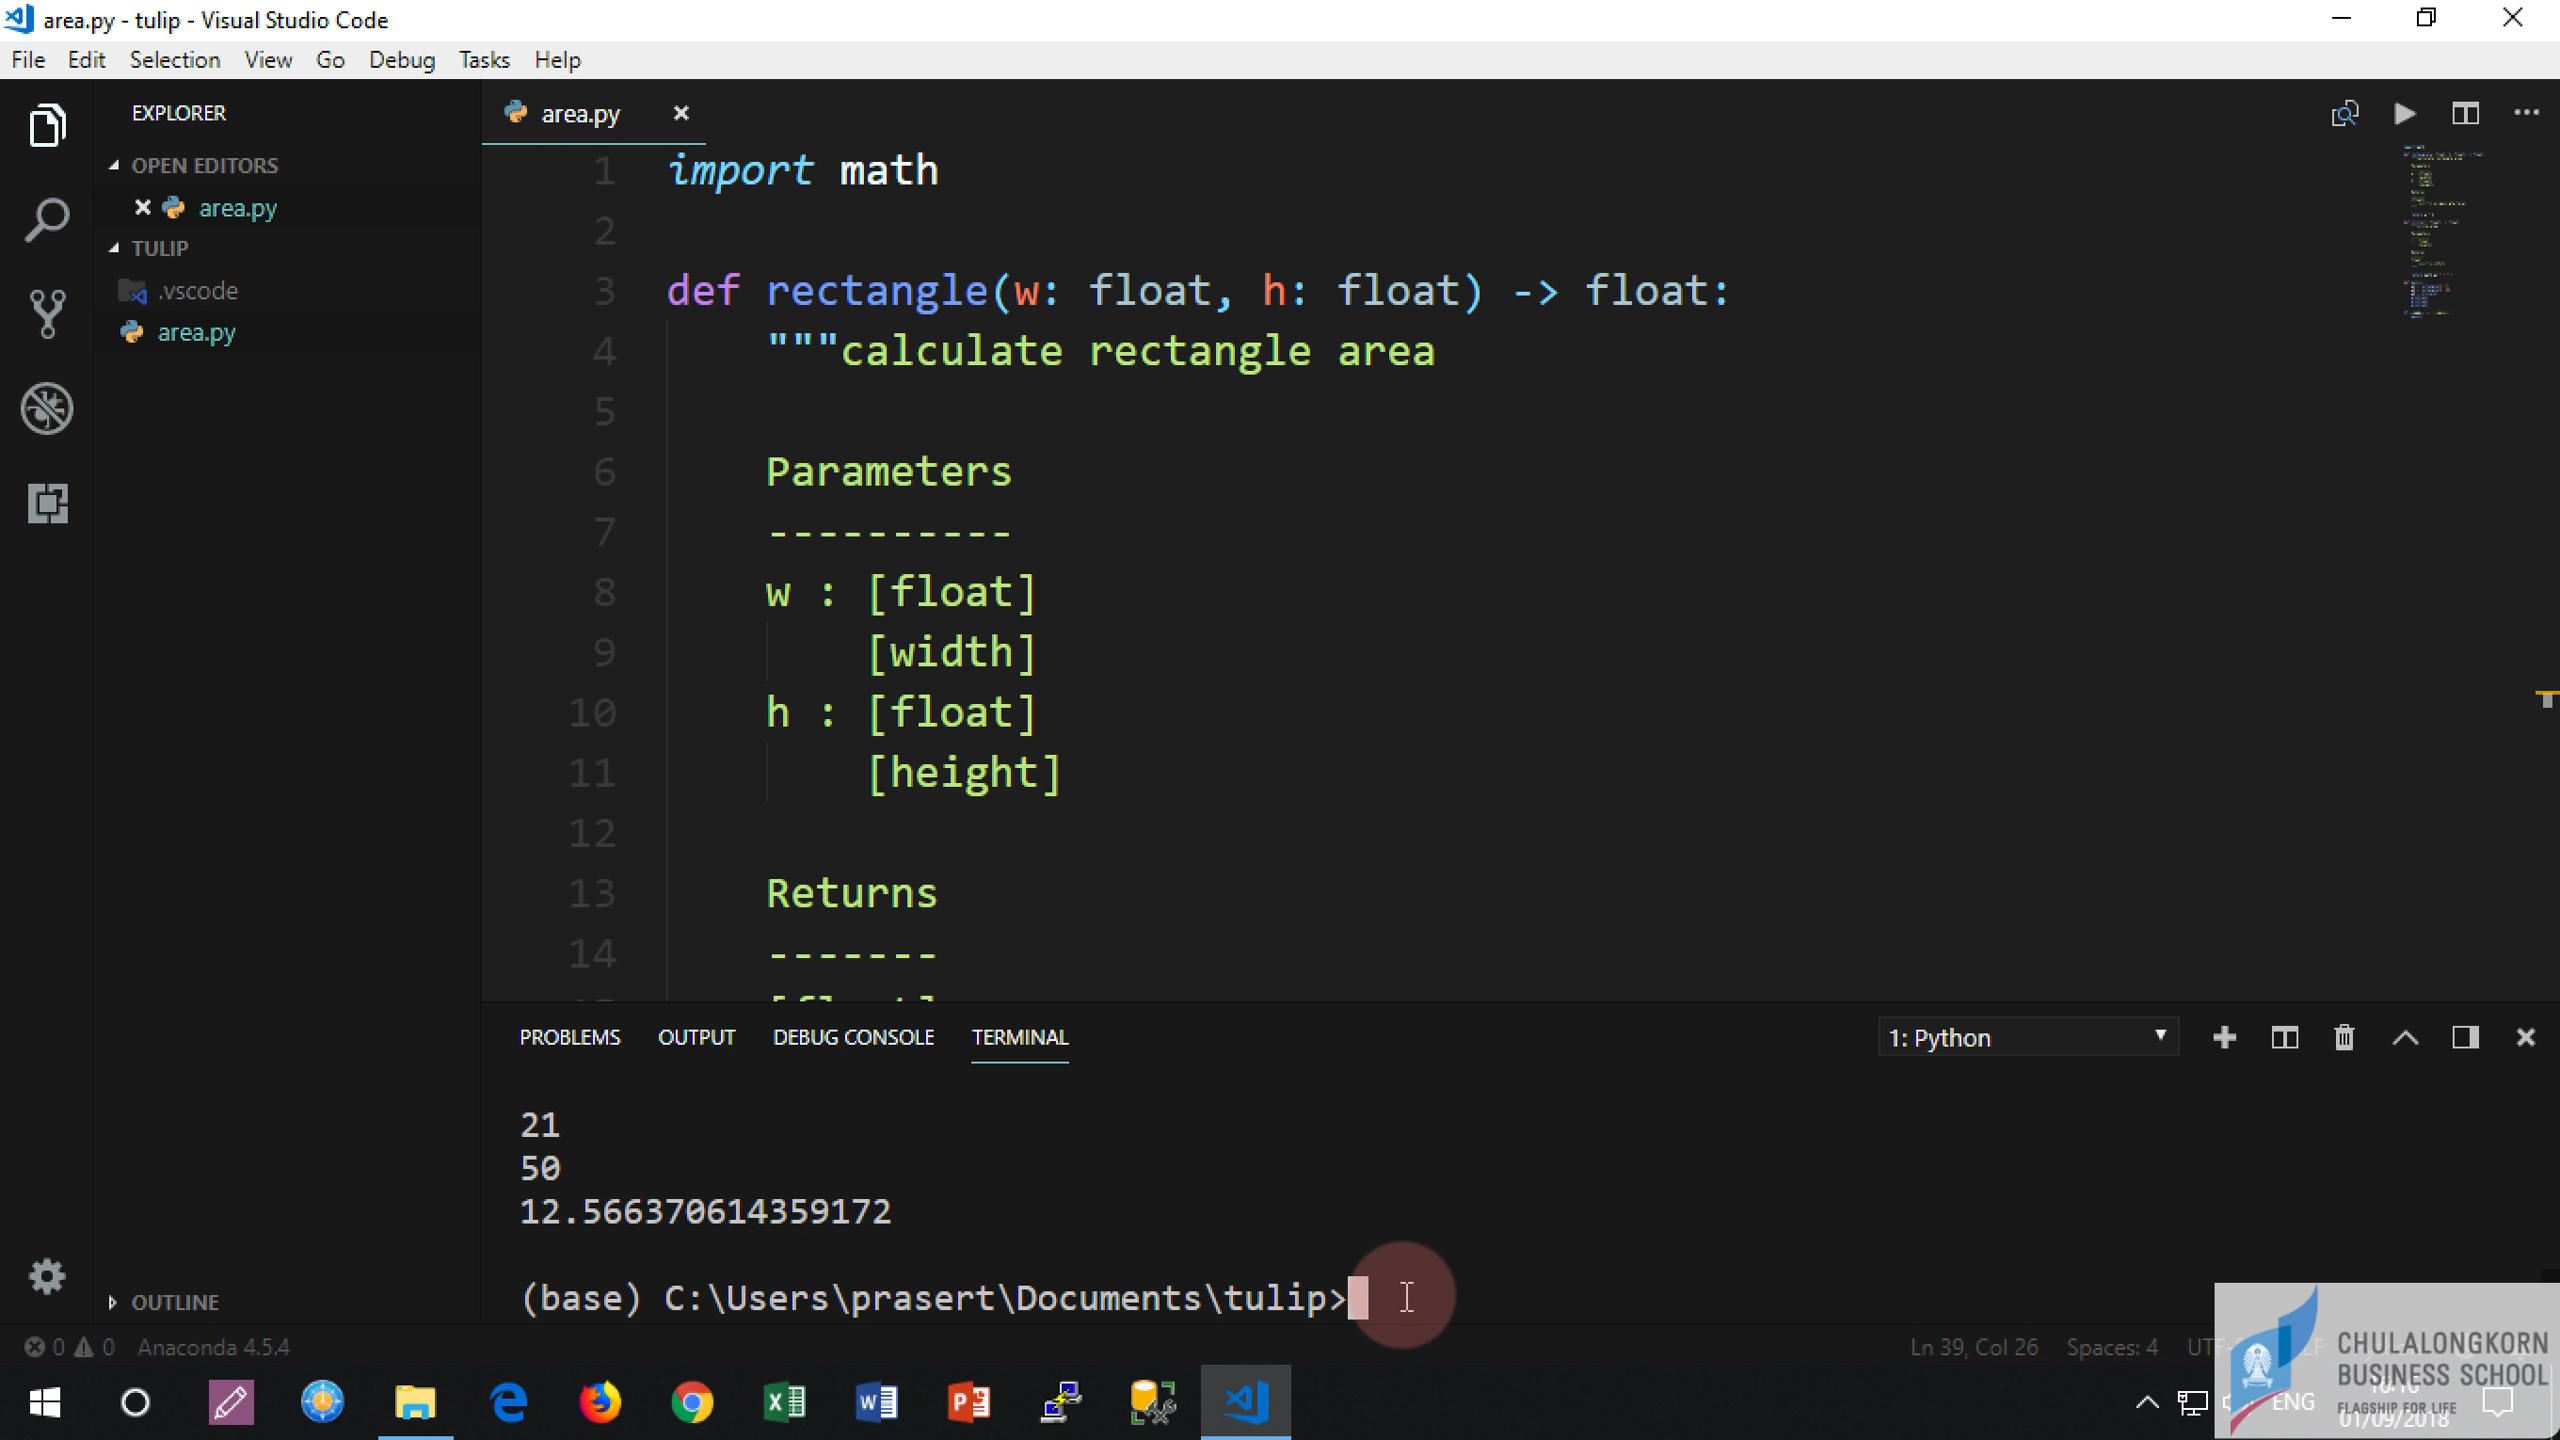 area.py - tulip - Visual Studio Code
File Edit Selection View Go Debug Tasks Help
EXPLORER
OPEN EDITORS
area.py
TULIP
.vscode
area.py
OUTLINE
area.py
1 import math
2
3 def rectangle(w: float, h: float) -> float:
4 """calculate rectangle area
5
6 Parameters
7 ----------
8 w : [float]
9 [width]
10 h : [float]
11 [height]
12
13 Returns
14 -------
PROBLEMS OUTPUT DEBUG CONSOLE TERMINAL 1: Python
21
50
12.566370614359172
(base) C:\Users\prasert\Documents\tulip>
0 0 Anaconda 4.5.4 Ln 39, Col 26 Spaces: 4
ENG
01/09/2018
CHULALONGKORN
BUSINESS SCHOOL
FLAGSHIP FOR LIFE